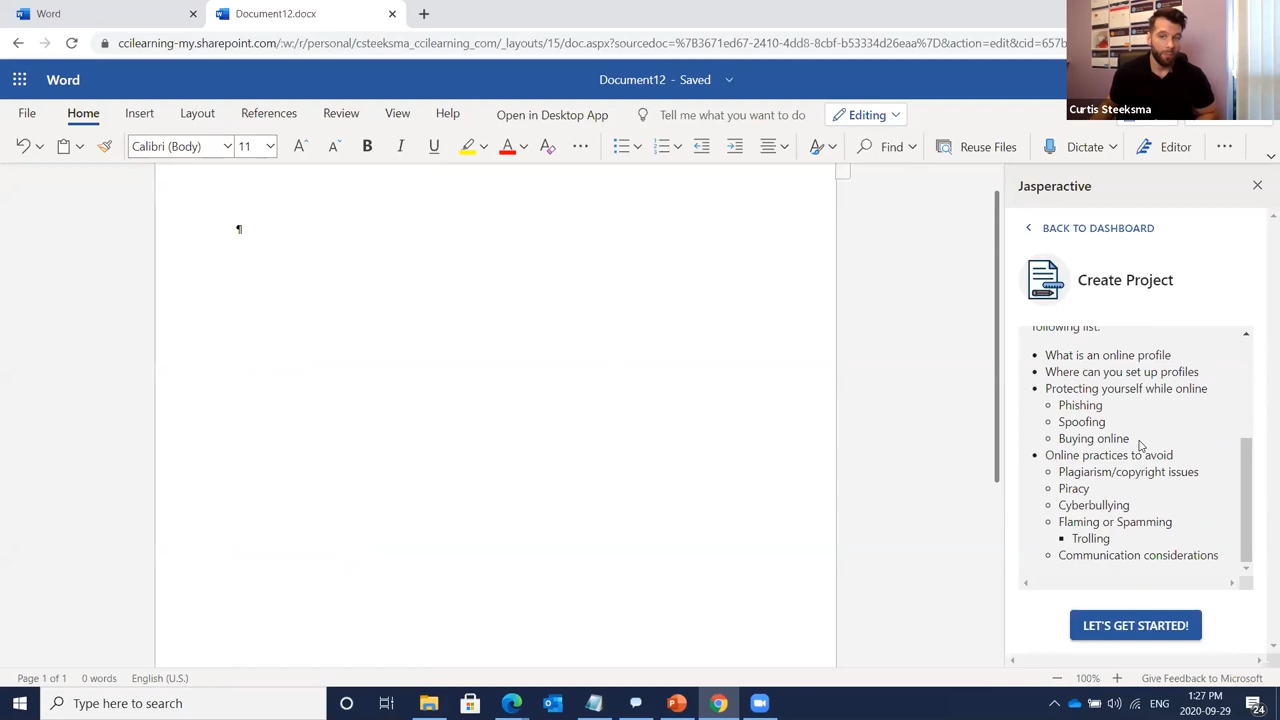 Word
Document12.docx
ccilearning-my.sharepoint.com/:w:/r/personal/csteeksma_ccilearning_com/_layouts/15/doc.aspx?sourcedoc=%7B3671ed67-2410-4dd8-8cbf-b53334d26eaa%7D&action=edit&cid=657b
Curtis Steeksma
Word
Document12 - Saved
File Home Insert Layout References Review View Help Open in Desktop App Tell me what you want to do Editing
Calibri (Body) 11 A A B I U A A Find Reuse Files Dictate Editor
Jasperactive
¶
BACK TO DASHBOARD
Create Project
following list:
• What is an online profile
• Where can you set up profiles
• Protecting yourself while online
○ Phishing
○ Spoofing
○ Buying online
• Online practices to avoid
○ Plagiarism/copyright issues
○ Piracy
○ Cyberbullying
○ Flaming or Spamming
▪ Trolling
○ Communication considerations
LET'S GET STARTED!
Page 1 of 1 0 words English (U.S.) 100% Give Feedback to Microsoft
Type here to search
ENG
1:27 PM
2020-09-29
24